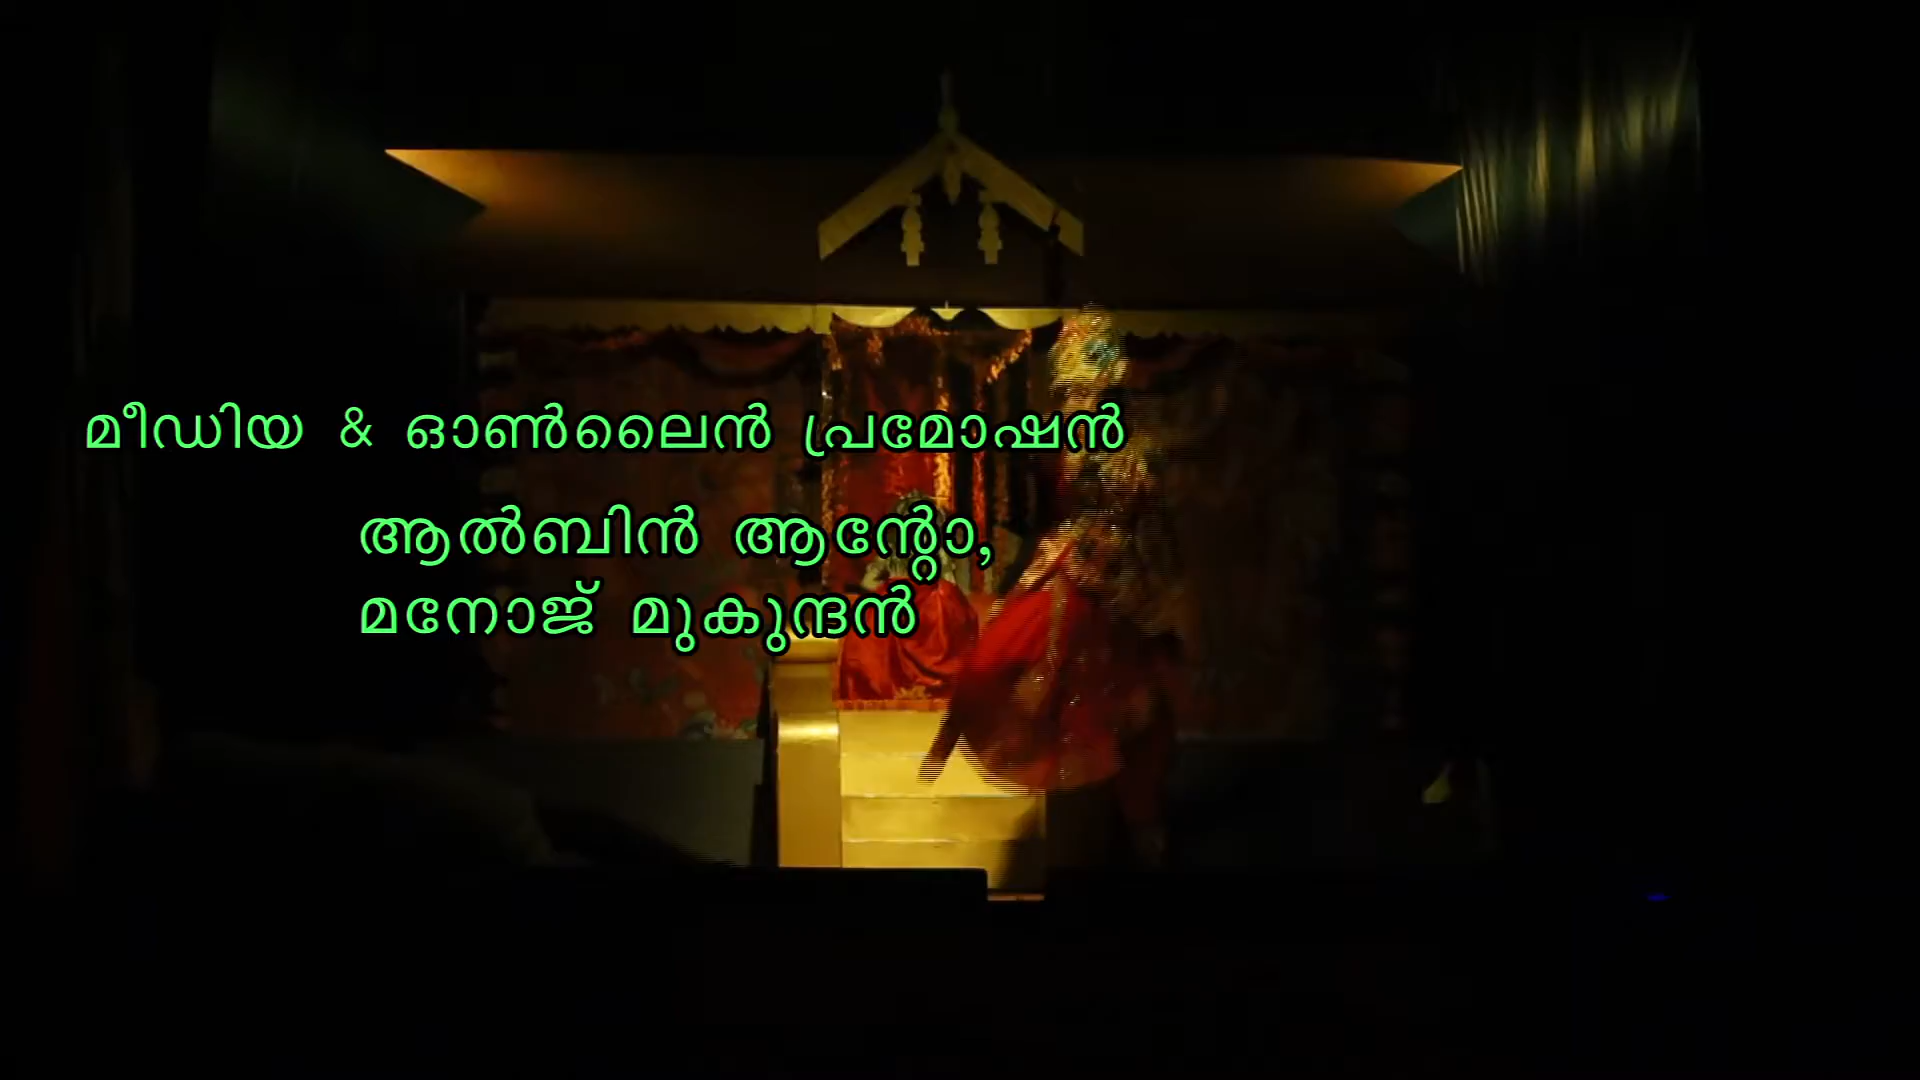 മീഡിയ & ഓൺലൈൻ പ്രമോഷൻ
ആൽബിൻ ആന്റോ,
മനോജ് മുകുന്ദൻ